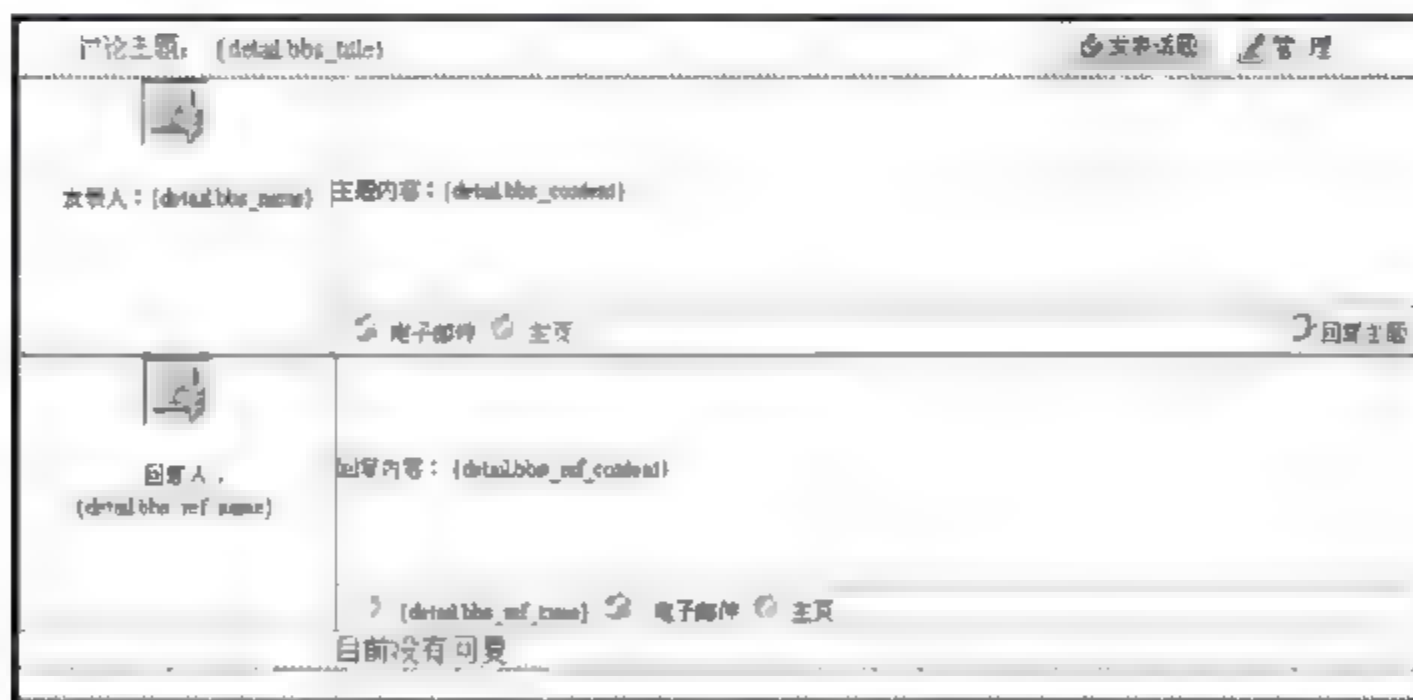 讨论主题: {detail.bbs_title} 发表话题 管 理
发言人：{detail.bbs_name} 主题内容：{detail.bbs_content}
电子邮件 主页 回复主题
回复人：
{detail.bbs_ref_name}
回复内容：{detail.bbs_ref_content}
{detail.bbs_ref_time} 电子邮件 主页
目前没有回复